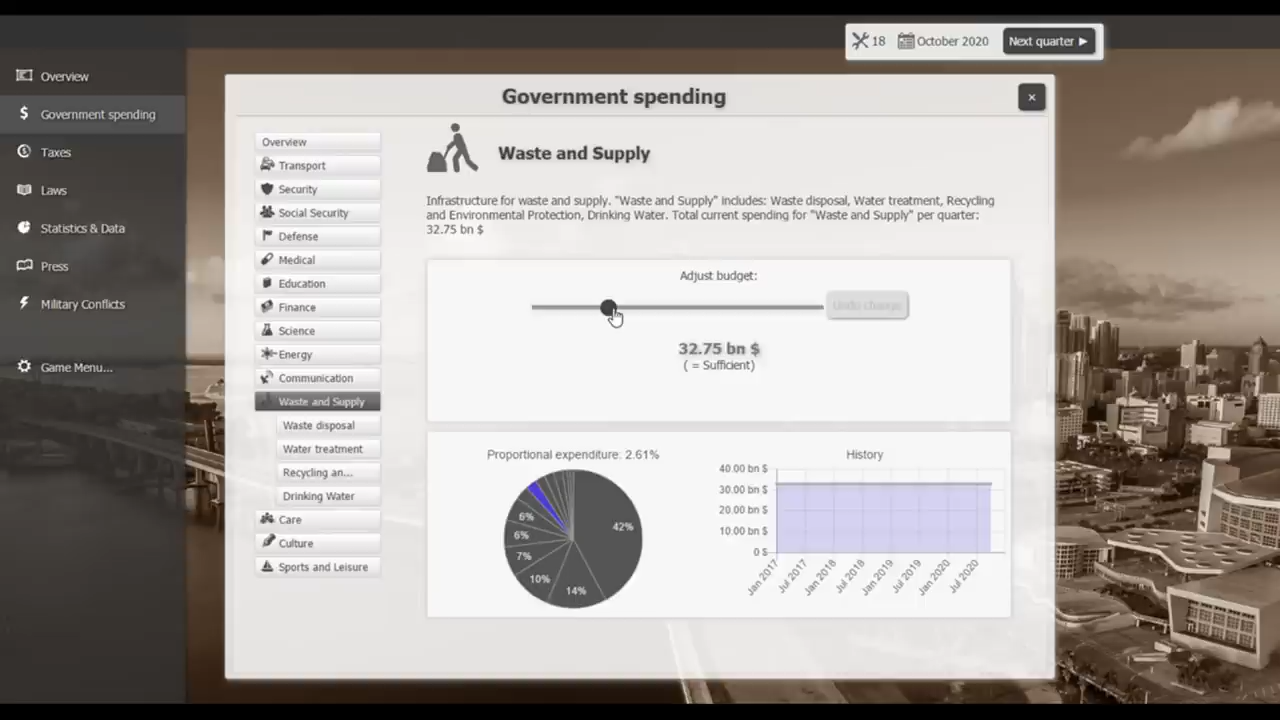 18
October 2020
Next quarter ►
Overview
Government spending
Taxes
Laws
Statistics & Data
Press
Military Conflicts
Game Menu...
Government spending
×
Overview
Transport
Security
Social Security
Defense
Medical
Education
Finance
Science
Energy
Communication
Waste and Supply
Waste disposal
Water treatment
Recycling an...
Drinking Water
Care
Culture
Sports and Leisure
Waste and Supply
Infrastructure for waste and supply. "Waste and Supply" includes: Waste disposal, Water treatment, Recycling
and Environmental Protection, Drinking Water. Total current spending for "Waste and Supply" per quarter:
32.75 bn $
Adjust budget:
Undo change
32.75 bn $
( = Sufficient)
Proportional expenditure: 2.61%
42%
14%
10%
7%
6%
6%
History
40.00 bn $
30.00 bn $
20.00 bn $
10.00 bn $
0 $
Jan 2017
Jul 2017
Jan 2018
Jul 2018
Jan 2019
Jul 2019
Jan 2020
Jul 2020